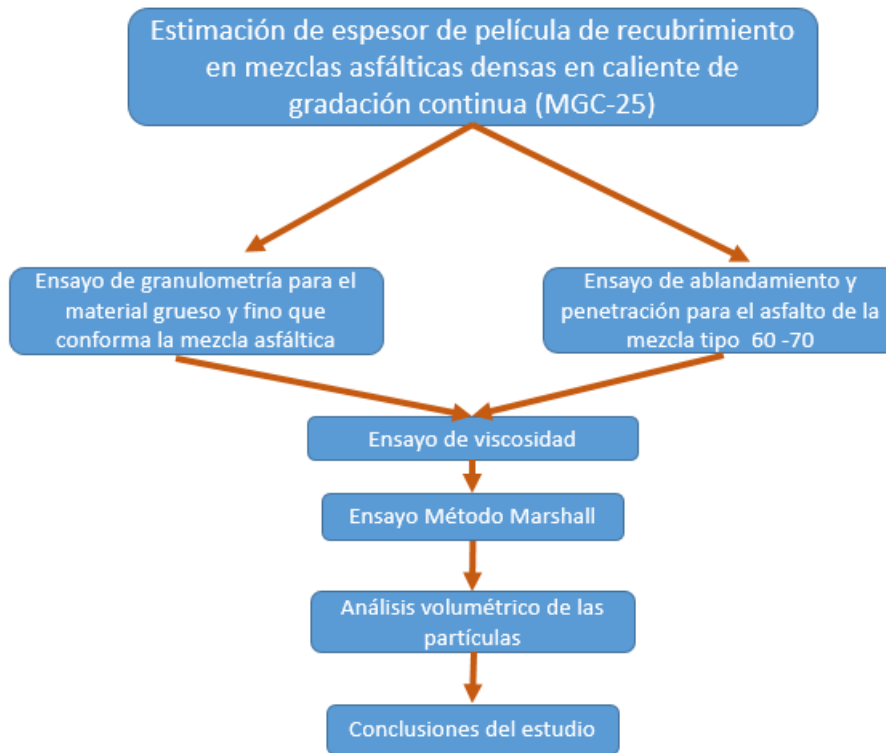 Estimación de espesor de película de recubrimiento
en mezclas asfálticas densas en caliente de
gradación continua (MGC-25)
Ensayo de granulometría para el
material grueso y fino que
conforma la mezcla asfáltica
Ensayo de ablandamiento y
penetración para el asfalto de la
mezcla tipo 60 -70
Ensayo de viscosidad
Ensayo Método Marshall
Análisis volumétrico de las
partículas
Conclusiones del estudio